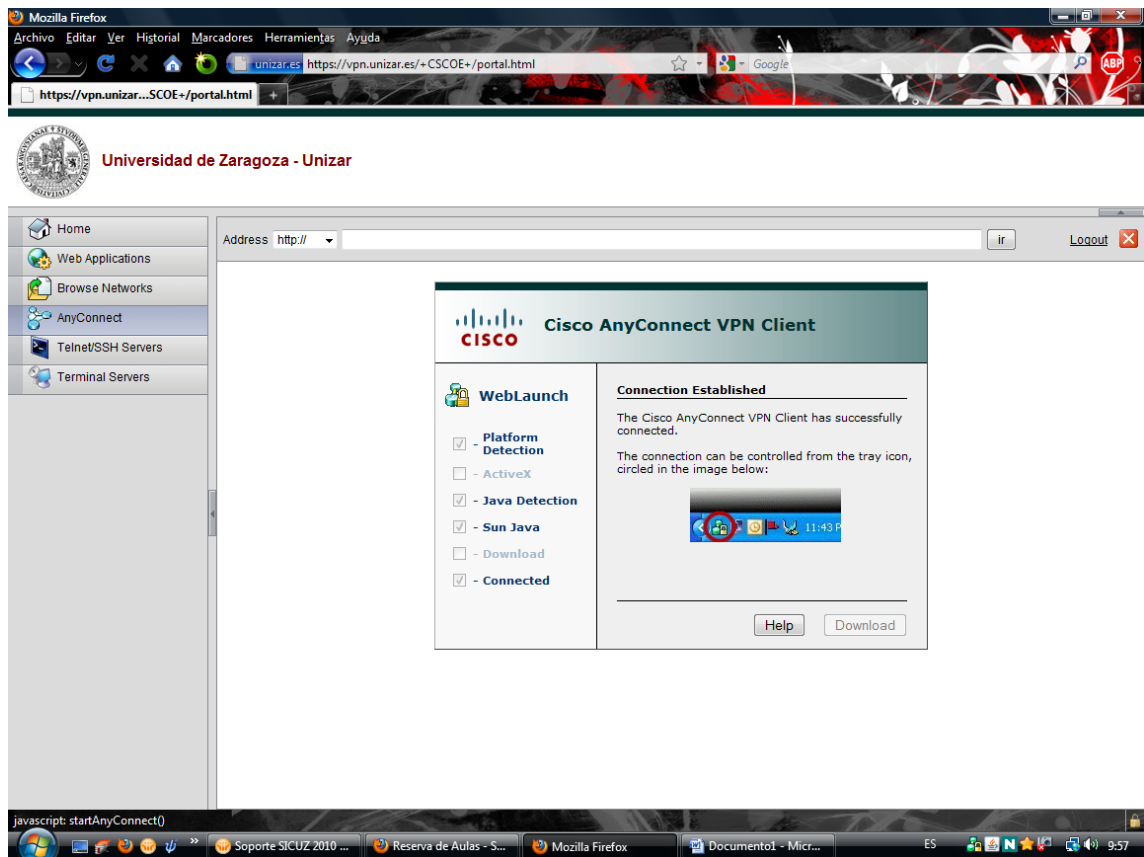 Mozilla Firefox
Archivo Editar Ver Historial Marcadores Herramientas Ayuda
unizar.es https://vpn.unizar.es/+CSCOE+/portal.html
Google
ABP
https://vpn.unizar...SCOE+/portal.html
Universidad de Zaragoza - Unizar
Home
Web Applications
Browse Networks
AnyConnect
Telnet/SSH Servers
Terminal Servers
Address http:// ir Logout
CISCO
Cisco AnyConnect VPN Client
WebLaunch
- Platform
Detection
- ActiveX
- Java Detection
- Sun Java
- Download
- Connected
Connection Established
The Cisco AnyConnect VPN Client has successfully
connected.
The connection can be controlled from the tray icon,
circled in the image below:
11:43 P
Help Download
javascript: startAnyConnect()
Soporte SICUZ 2010 ... Reserva de Aulas - S... Mozilla Firefox Documento1 - Micr... ES N 9:57